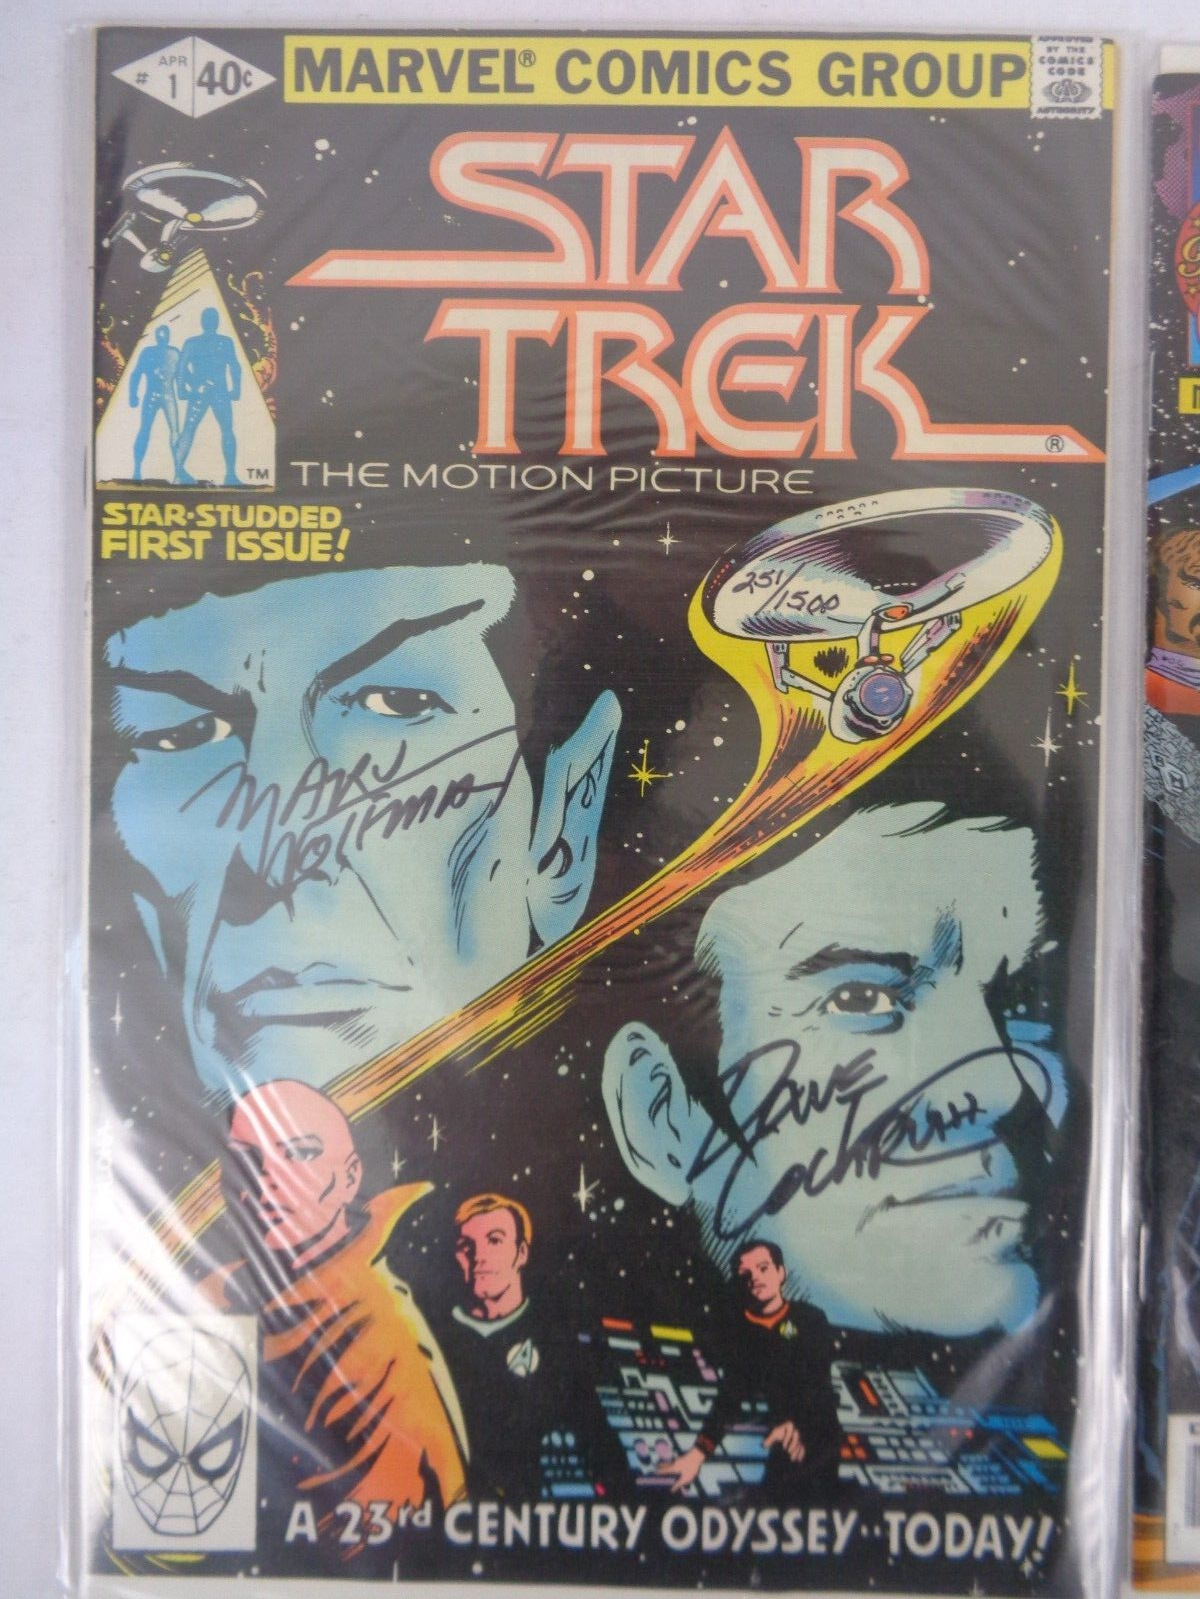 # APR
1 40¢
MARVEL® COMICS GROUP
APPROVED
BY THE
COMICS
CODE
AUTHORITY
STAR
TREK®
THE MOTION PICTURE
™
STAR-STUDDED
FIRST ISSUE!
251/1500
MARV
WOLFMAN
DAVE
COCKRUM
A 23rd CENTURY ODYSSEY··TODAY!